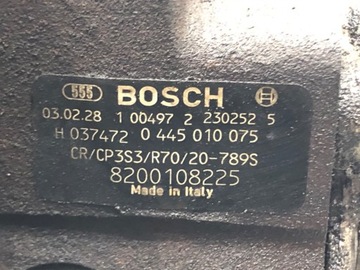 555 BOSCH
03.02.28 1 00497 2 230252 5
H 037472 0 445 010 075
CR/CP3S3/R70/20-789S
8200108225
Made in Italy